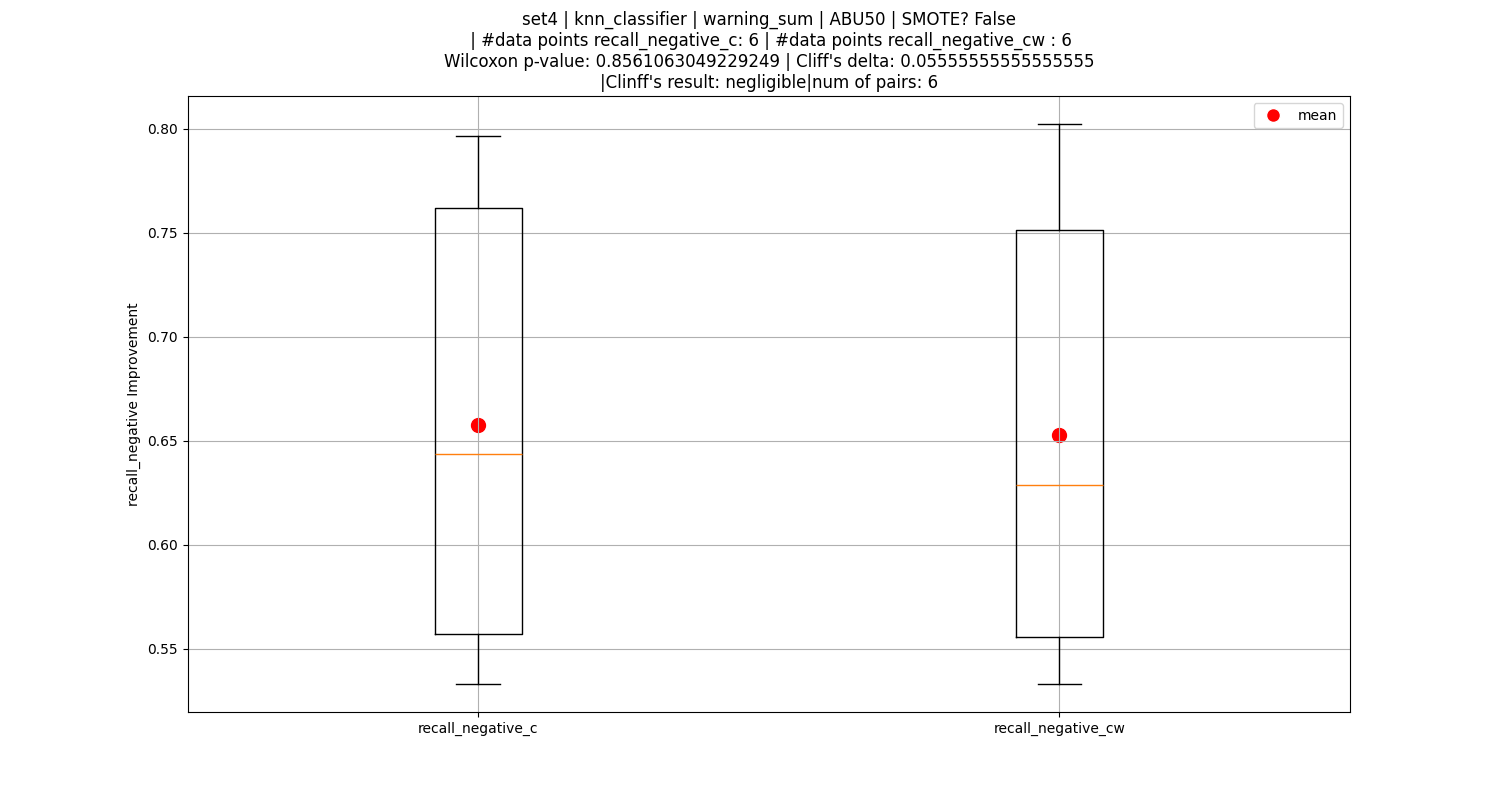 set4 | knn_classifier | warning_sum | ABU50 | SMOTE? False
| #data points recall_negative_c: 6 | #data points recall_negative_cw : 6
Wilcoxon p-value: 0.8561063049229249 | Cliff's delta: 0.05555555555555555
|Clinff's result: negligible|num of pairs: 6
mean
recall_negative Improvement
0.80
0.75
0.70
0.65
0.60
0.55
recall_negative_c
recall_negative_cw